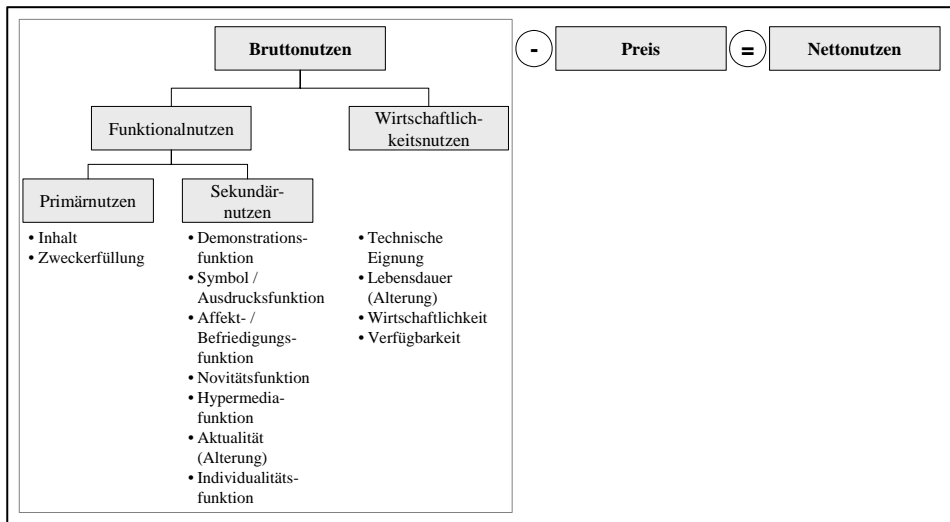 Bruttonutzen
-
Preis
=
Nettonutzen
Funktionalnutzen
Wirtschaftlich-
keitsnutzen
Primärnutzen
Sekundär-
nutzen
• Inhalt
• Zweckerfüllung
• Demonstrations-
funktion
• Symbol /
Ausdrucksfunktion
• Affekt- /
Befriedigungs-
funktion
• Novitätsfunktion
• Hypermedia-
funktion
• Aktualität
(Alterung)
• Individualitäts-
funktion
• Technische
Eignung
• Lebensdauer
(Alterung)
• Wirtschaftlichkeit
• Verfügbarkeit